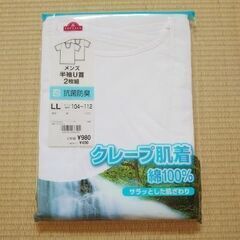 TOPVALU
メンズ
半袖U首
2枚組
抗菌防臭
LL
104~112
¥980
クレープ肌着
綿100%
サラッとした肌ざわり